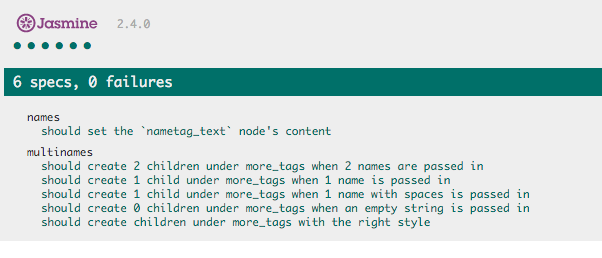 Jasmine 2.4.0
6 specs, 0 failures
names
should set the `nametag_text` node's content
multinames
should create 2 children under more_tags when 2 names are passed in
should create 1 child under more_tags when 1 name is passed in
should create 1 child under more_tags when 1 name with spaces is passed in
should create 0 children under more_tags when an empty string is passed in
should create children under more_tags with the right style